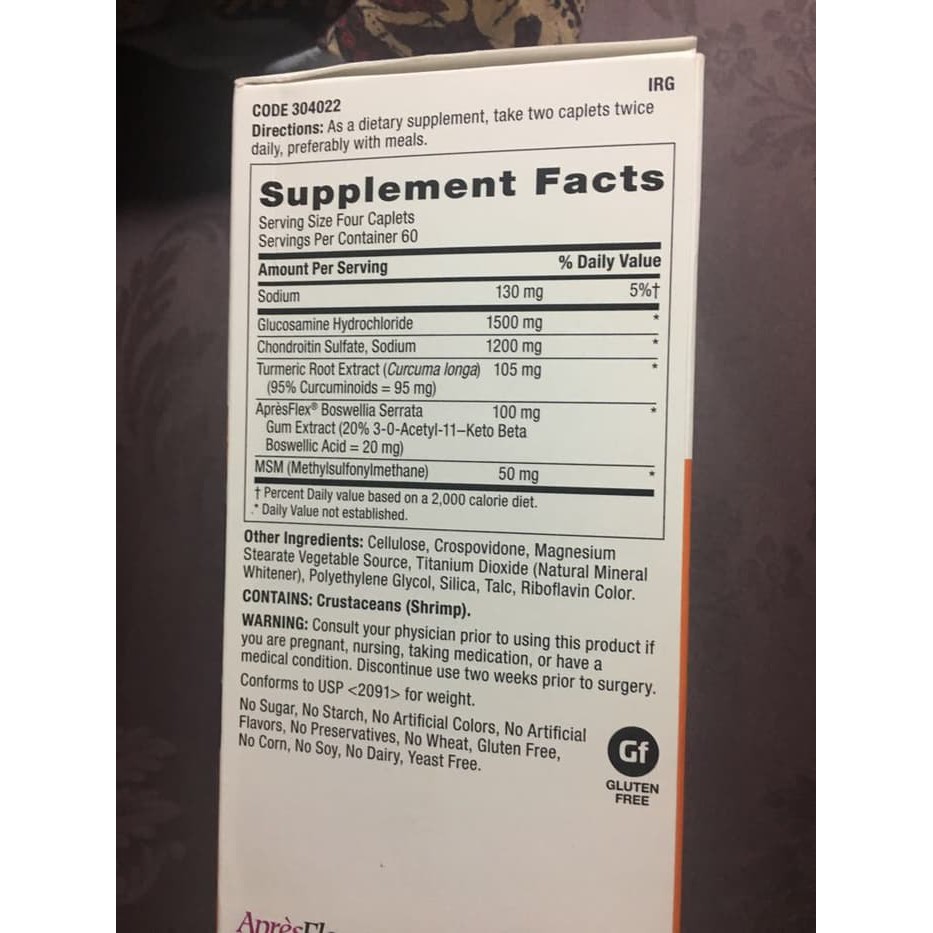 IRG
CODE 304022
Directions: As a dietary supplement, take two caplets twice
daily, preferably with meals.
Supplement Facts
Serving Size Four Caplets
Servings Per Container 60
Amount Per Serving % Daily Value
Sodium 130 mg 5%†
Glucosamine Hydrochloride 1500 mg *
Chondroitin Sulfate, Sodium 1200 mg *
Turmeric Root Extract (Curcuma longa) 105 mg *
(95% Curcuminoids = 95 mg)
AprèsFlex® Boswellia Serrata 100 mg *
Gum Extract (20% 3-0-Acetyl-11–Keto Beta
Boswellic Acid = 20 mg)
MSM (Methylsulfonylmethane) 50 mg *
† Percent Daily value based on a 2,000 calorie diet.
.* Daily Value not established.
Other Ingredients: Cellulose, Crospovidone, Magnesium
Stearate Vegetable Source, Titanium Dioxide (Natural Mineral
Whitener), Polyethylene Glycol, Silica, Talc, Riboflavin Color.
CONTAINS: Crustaceans (Shrimp).
WARNING: Consult your physician prior to using this product if
you are pregnant, nursing, taking medication, or have a
medical condition. Discontinue use two weeks prior to surgery.
Conforms to USP <2091> for weight.
No Sugar, No Starch, No Artificial Colors, No Artificial
Flavors, No Preservatives, No Wheat, Gluten Free,
No Corn, No Soy, No Dairy, Yeast Free.
Gf
GLUTEN
FREE